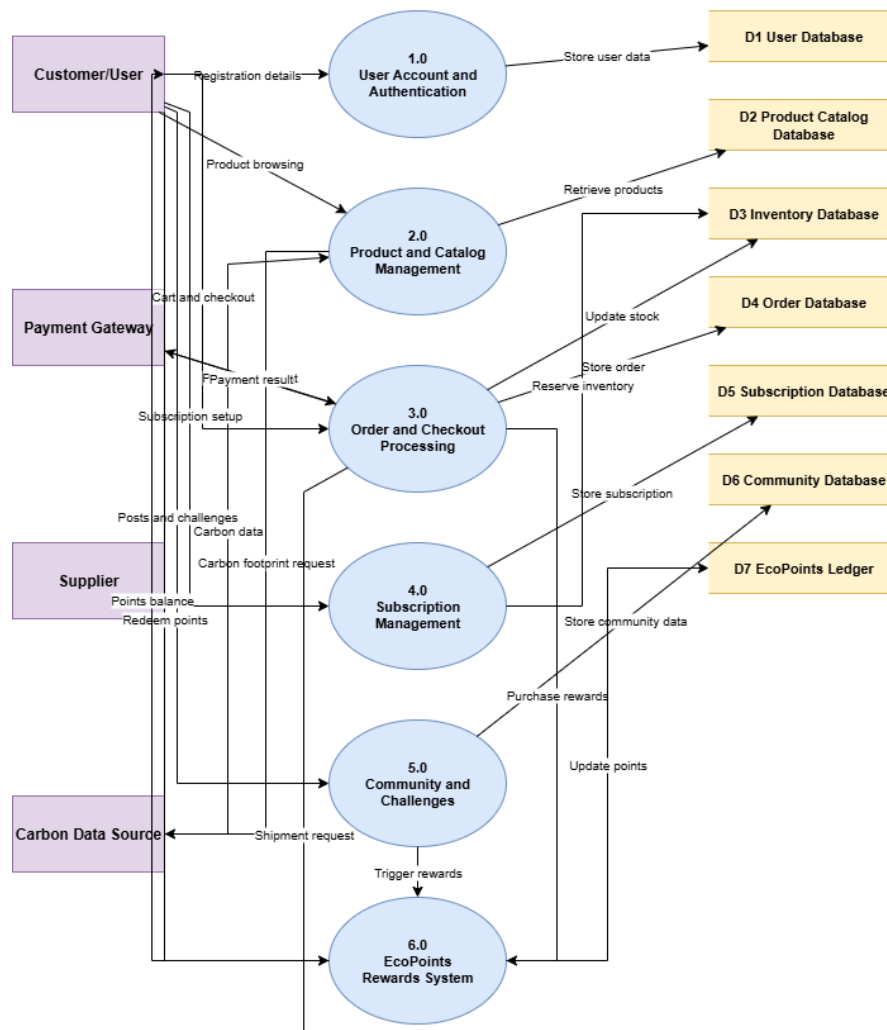 1.0
User Account and
Authentication
D1 User Database
Store user data
Customer/User
Registration details
D2 Product Catalog
Database
Product browsing
Retrieve products
D3 Inventory Database
2.0
Product and Catalog
Management
Cart and checkout
D4 Order Database
Payment Gateway
Update stock
Store order
Payment result
Reserve inventory
D5 Subscription Database
Subscription setup
3.0
Order and Checkout
Processing
D6 Community Database
Store subscription
Posts and challenges
Carbon data
Carbon footprint request
D7 EcoPoints Ledger
Supplier
4.0
Subscription
Management
Points balance
Redeem points
Store community data
Purchase rewards
5.0
Community and
Challenges
Update points
Carbon Data Source
Shipment request
Trigger rewards
6.0
EcoPoints
Rewards System